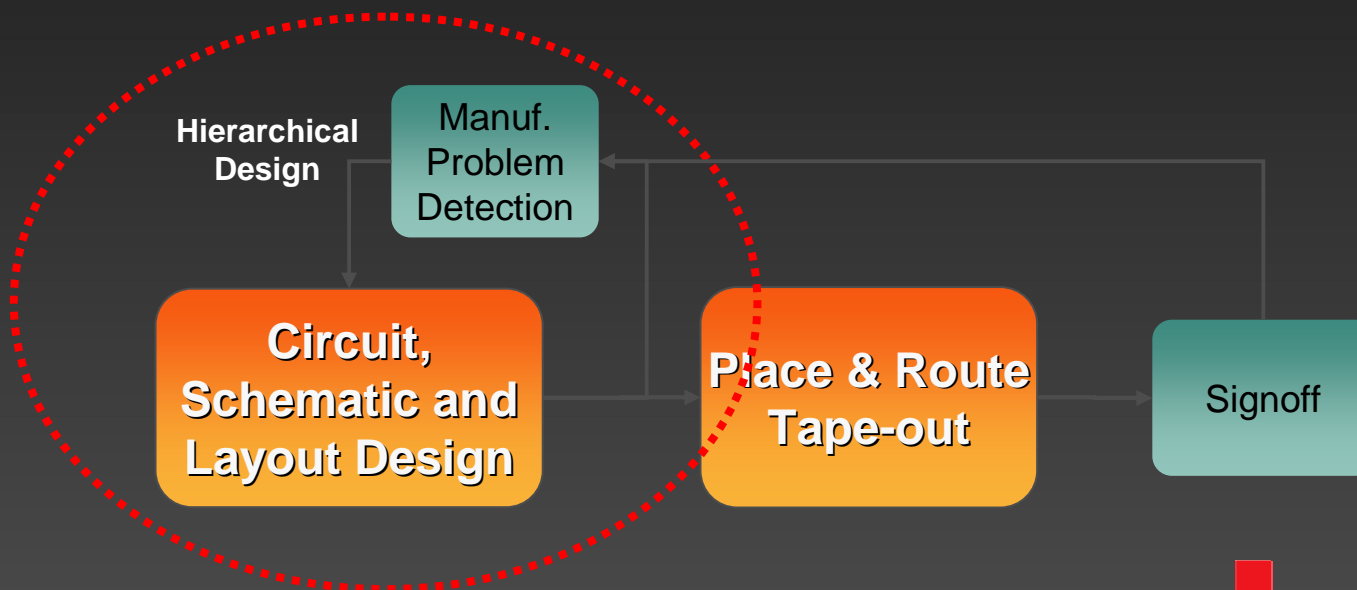 Hierarchical
Design
Manuf.
Problem
Detection
Circuit,
Schematic and
Layout Design
Place & Route
Tape-out
Signoff